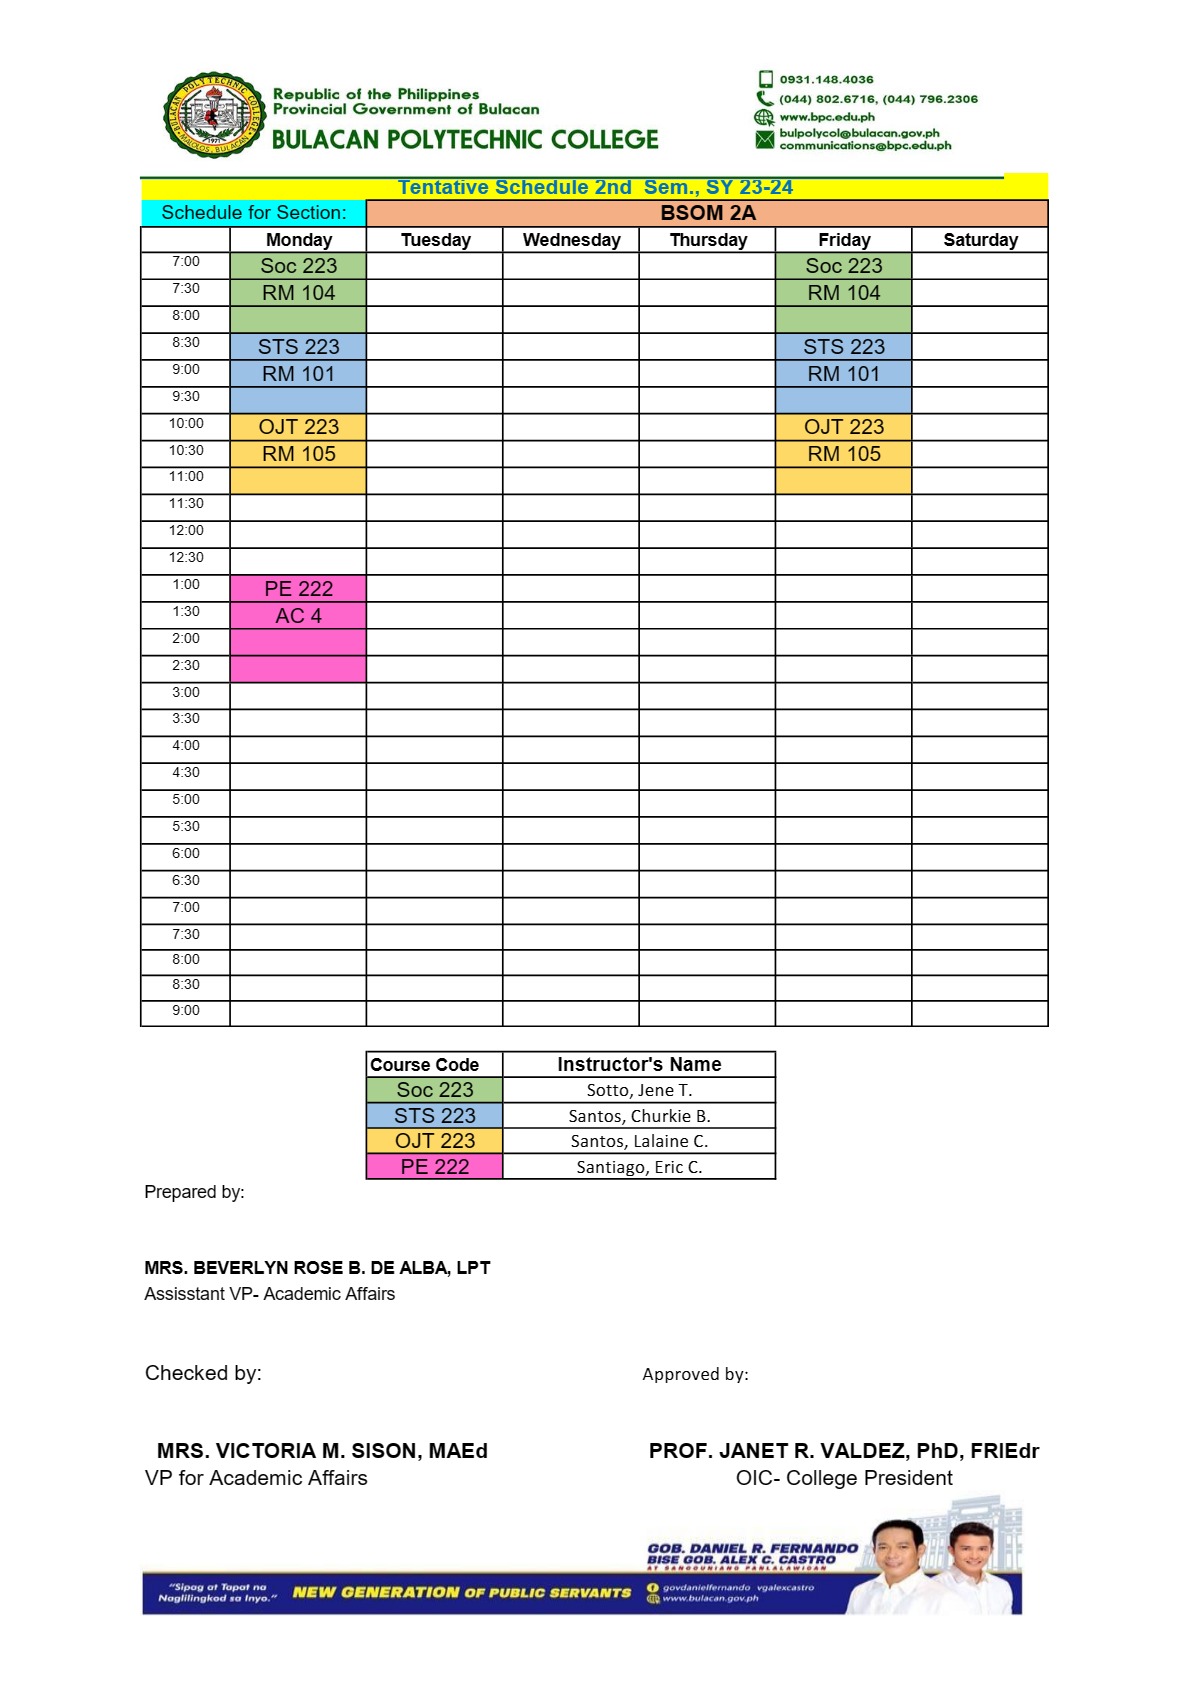 BULACAN POLYTECHNIC COLLEGE
MALOLOS, BULACAN
1971
Republic of the Philippines
Provincial Government of Bulacan
BULACAN POLYTECHNIC COLLEGE
0931.148.4036
(044) 802.6716, (044) 796.2306
www.bpc.edu.ph
bulpolycol@bulacan.gov.ph
communications@bpc.edu.ph
Tentative Schedule 2nd Sem., SY 23-24
Schedule for Section: BSOM 2A
Monday Tuesday Wednesday Thursday Friday Saturday
7:00 Soc 223 Soc 223
7:30 RM 104 RM 104
8:00
8:30 STS 223 STS 223
9:00 RM 101 RM 101
9:30
10:00 OJT 223 OJT 223
10:30 RM 105 RM 105
11:00
11:30
12:00
12:30
1:00 PE 222
1:30 AC 4
2:00
2:30
3:00
3:30
4:00
4:30
5:00
5:30
6:00
6:30
7:00
7:30
8:00
8:30
9:00
Course Code Instructor's Name
Soc 223 Sotto, Jene T.
STS 223 Santos, Churkie B.
OJT 223 Santos, Lalaine C.
PE 222 Santiago, Eric C.
Prepared by:
MRS. BEVERLYN ROSE B. DE ALBA, LPT
Assisstant VP- Academic Affairs
Checked by: Approved by:
MRS. VICTORIA M. SISON, MAEd PROF. JANET R. VALDEZ, PhD, FRIEdr
VP for Academic Affairs OIC- College President
GOB. DANIEL R. FERNANDO
BISE GOB. ALEX C. CASTRO
AT SANGGUNIANG PANLALAWIGAN
"Sipag at Tapat na
Naglilingkod sa Inyo."
NEW GENERATION OF PUBLIC SERVANTS
govdanielfernando vgalexcastro
www.bulacan.gov.ph